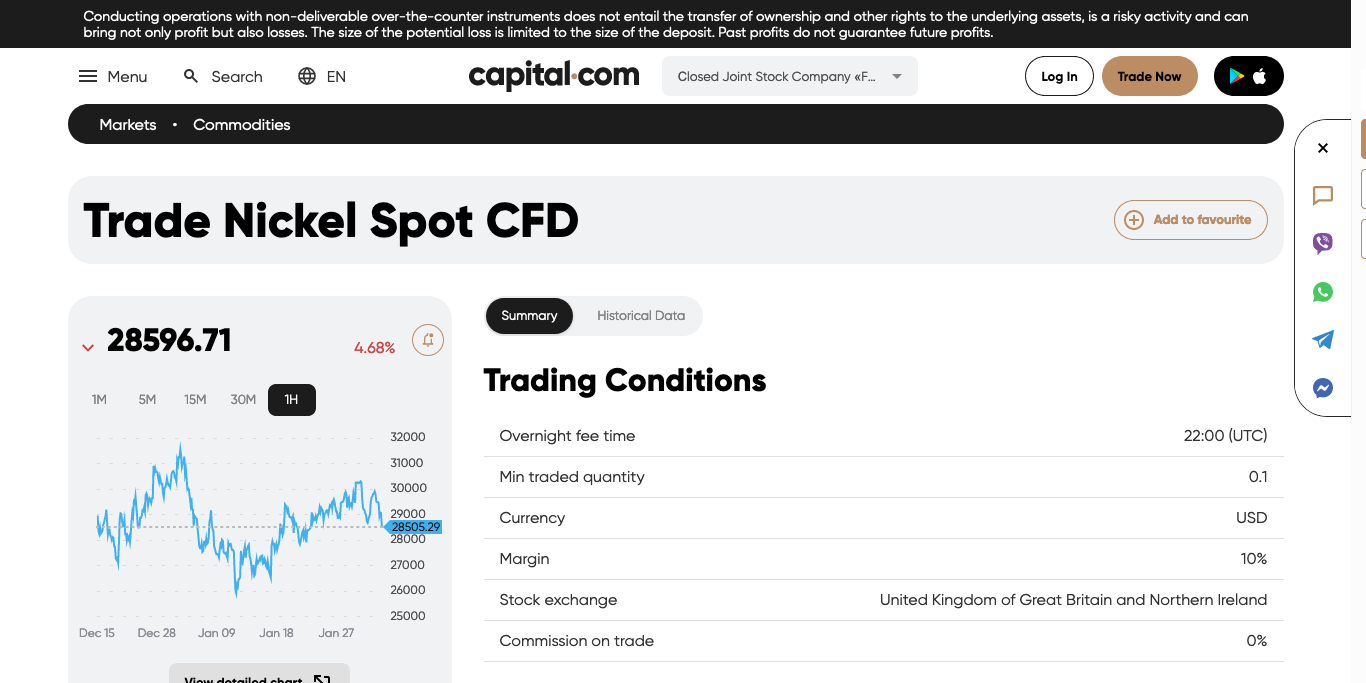 Conducting operations with non-deliverable over-the-counter instruments does not entail the transfer of ownership and other rights to the underlying assets, is a risky activity and can
bring not only profit but also losses. The size of the potential loss is limited to the size of the deposit. Past profits do not guarantee future profits.
Menu
Search
EN
capital.com
Closed Joint Stock Company «F...
Log In
Trade Now
Markets • Commodities
Trade Nickel Spot CFD
Add to favourite
28596.71
4.68%
1M 5M 15M 30M 1H
32000
31000
30000
29000
28505.29
28000
27000
26000
25000
Dec 15 Dec 28 Jan 09 Jan 18 Jan 27
View detailed chart
Summary
Historical Data
Trading Conditions
Overnight fee time 22:00 (UTC)
Min traded quantity 0.1
Currency USD
Margin 10%
Stock exchange United Kingdom of Great Britain and Northern Ireland
Commission on trade 0%